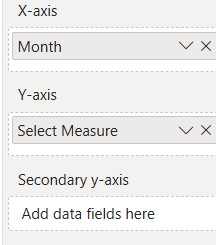 X-axis
Month
Y-axis
Select Measure
Secondary y-axis
Add data fields here